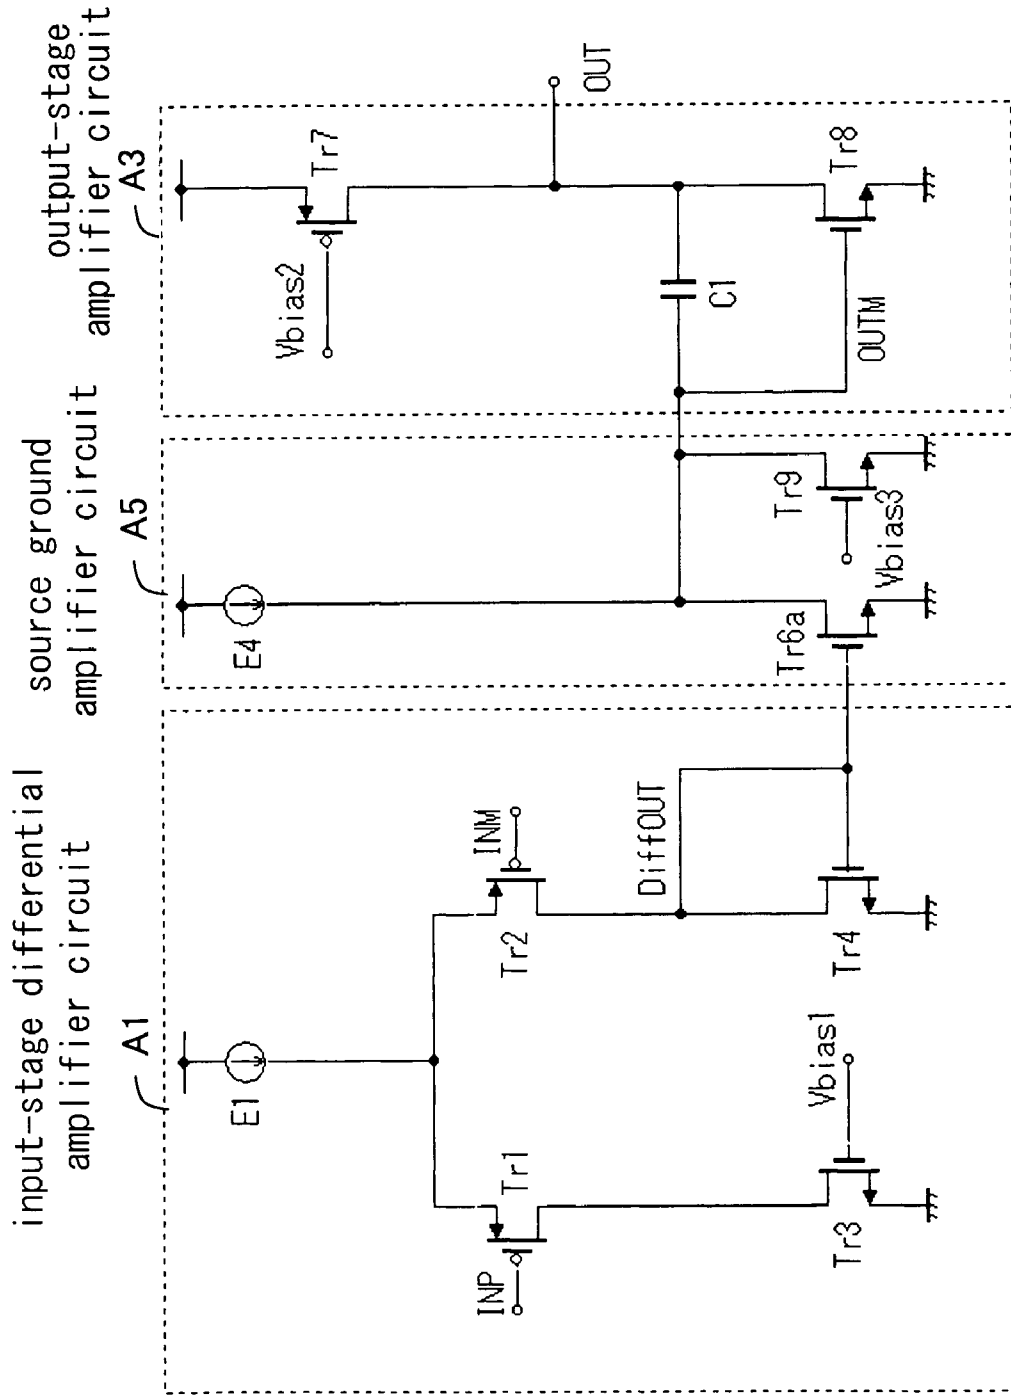 input-stage differential
amplifier circuit
A1
source ground
amplifier circuit
A5
output-stage
amplifier circuit
A3
E1
INP
Tr1
Tr2
INM
Tr3
Vbias1
Tr4
DiffOUT
E4
Tr6a
Tr9
Vbias3
Vbias2
Tr7
OUT
C1
OUTM
Tr8